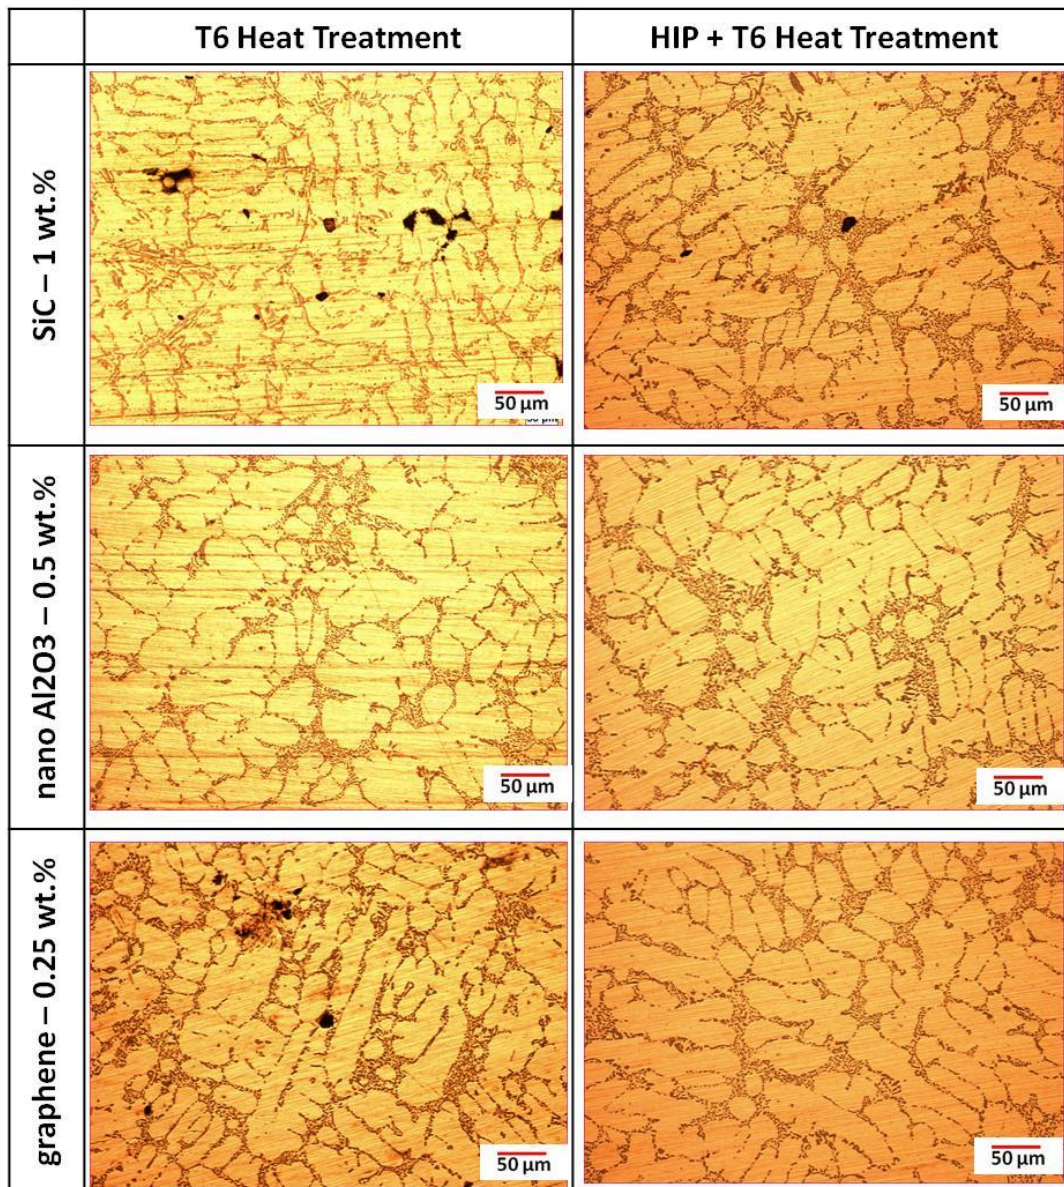 T6 Heat Treatment
HIP + T6 Heat Treatment
SiC – 1 wt.%
50 µm
50 µm
nano Al2O3 – 0.5 wt.%
50 µm
50 µm
graphene – 0.25 wt.%
50 µm
50 µm